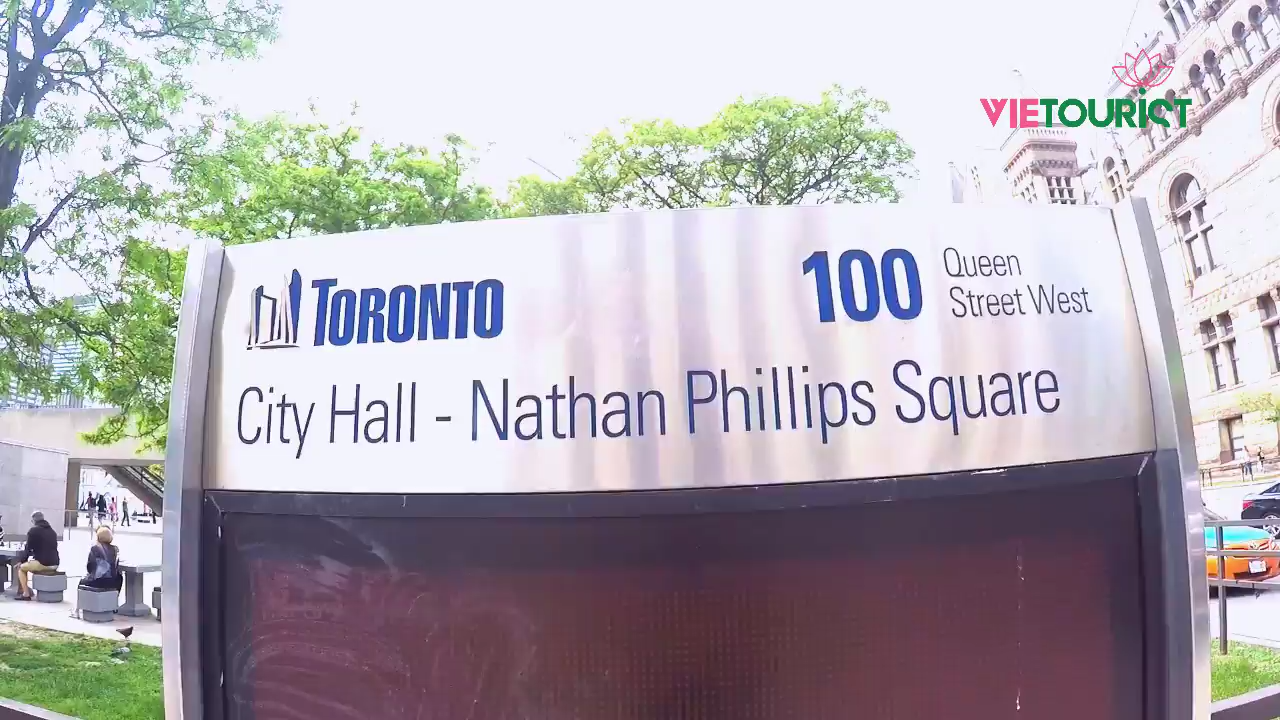 VIETOURIST
TORONTO
100
Queen
Street West
City Hall - Nathan Phillips Square